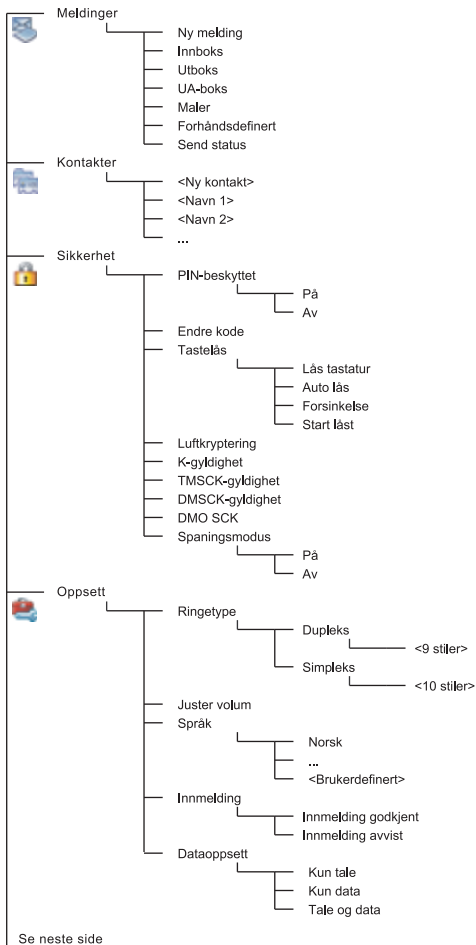 Meldinger
Ny melding
Innboks
Utboks
UA-boks
Maler
Forhåndsdefinert
Send status
Kontakter
<Ny kontakt>
<Navn 1>
<Navn 2>
...
Sikkerhet
PIN-beskyttet
På
Av
Endre kode
Tastelås
Lås tastatur
Auto lås
Forsinkelse
Start låst
Luftkryptering
K-gyldighet
TMSCK-gyldighet
DMSCK-gyldighet
DMO SCK
Spaningsmodus
På
Av
Oppsett
Ringetype
Dupleks
<9 stiler>
Simpleks
<10 stiler>
Juster volum
Språk
Norsk
...
<Brukerdefinert>
Innmelding
Innmelding godkjent
Innmelding avvist
Dataoppsett
Kun tale
Kun data
Tale og data
Se neste side